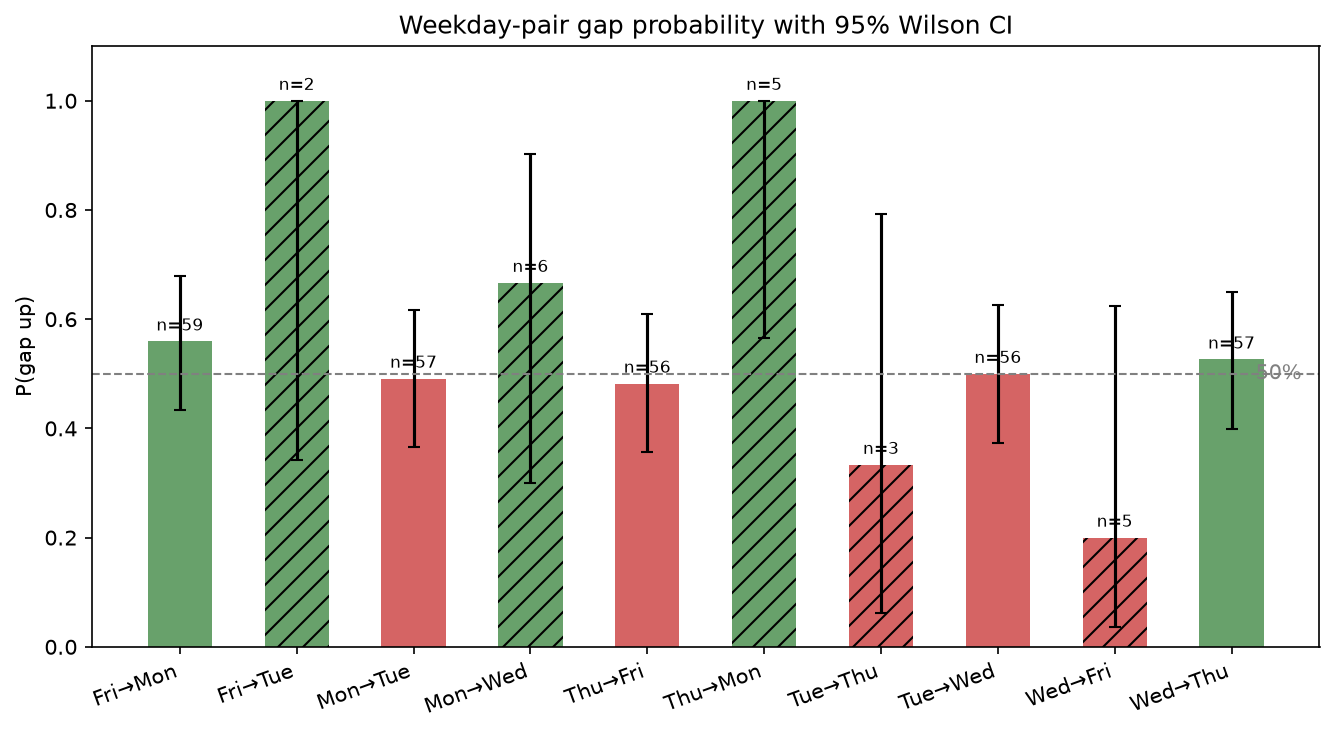 Weekday-pair gap probability with 95% Wilson CI
P(gap up)
1.0
0.8
0.6
0.4
0.2
0.0
n=59
n=2
n=57
n=6
n=56
n=5
n=3
n=56
n=5
n=57
50%
Fri→Mon
Fri→Tue
Mon→Tue
Mon→Wed
Thu→Fri
Thu→Mon
Tue→Thu
Tue→Wed
Wed→Fri
Wed→Thu